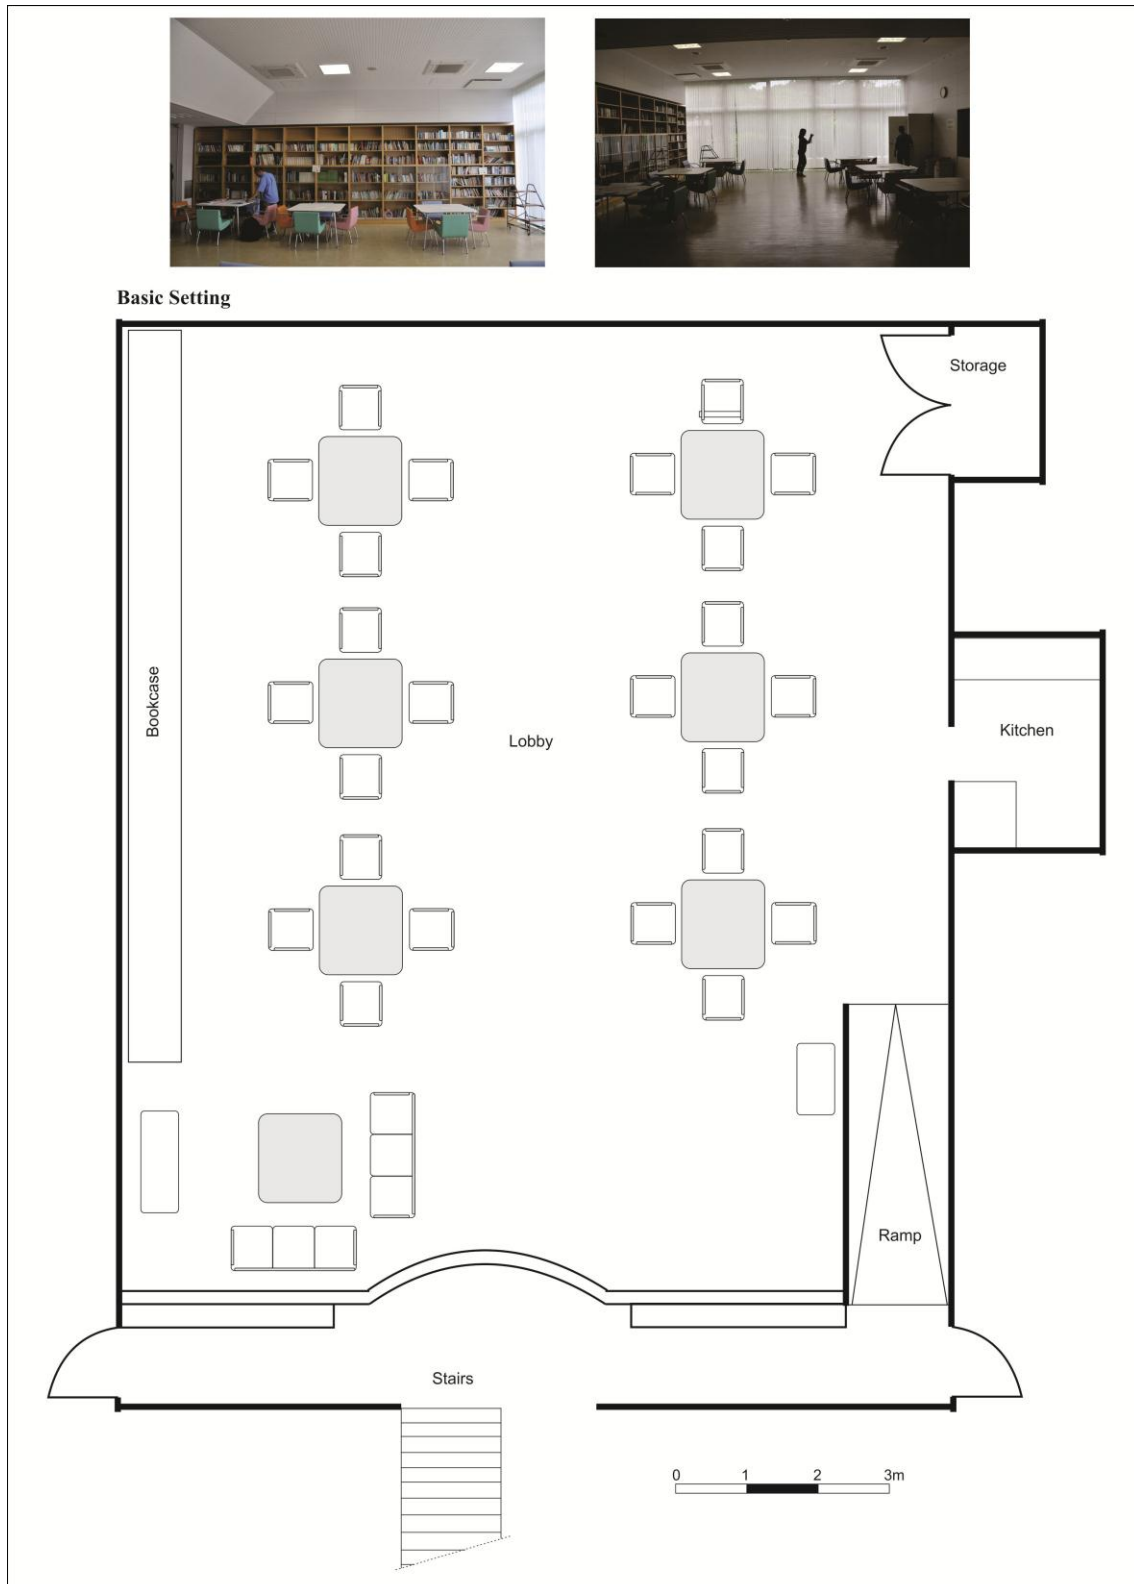 Basic Setting
Storage
Bookcase
Lobby
Kitchen
Ramp
Stairs
0 1 2 3m